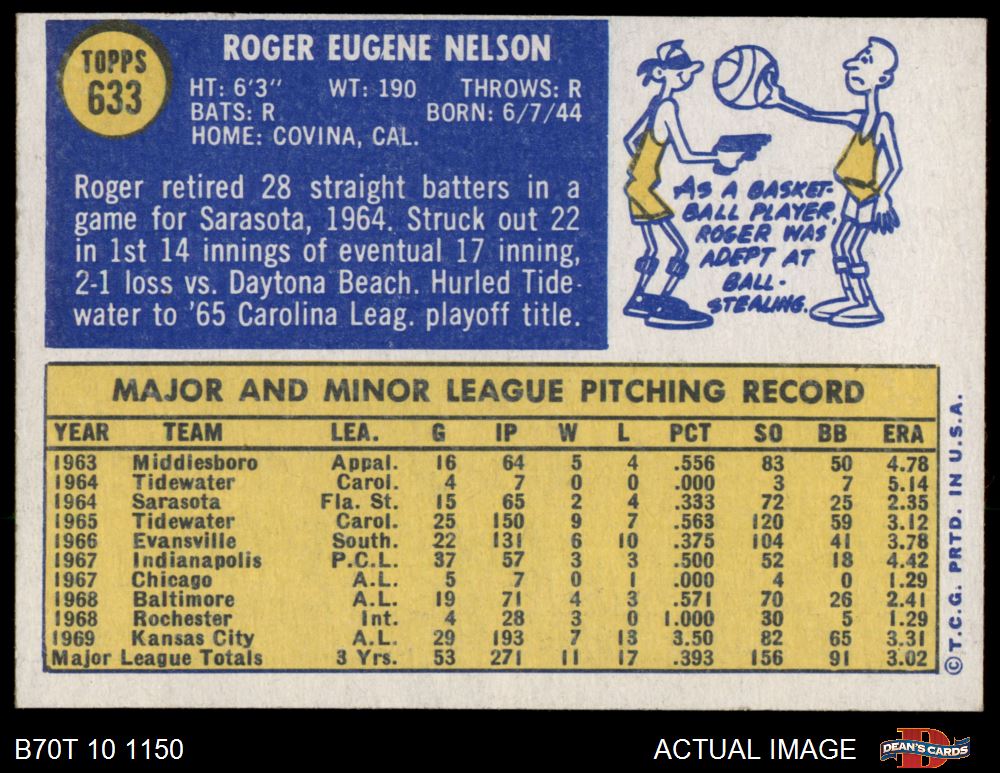 TOPPS
633
ROGER EUGENE NELSON
HT: 6'3" WT: 190 THROWS: R
BATS: R BORN: 6/7/44
HOME: COVINA, CAL.
Roger retired 28 straight batters in a
game for Sarasota, 1964. Struck out 22
in 1st 14 innings of eventual 17 inning,
2-1 loss vs. Daytona Beach. Hurled Tide-
water to '65 Carolina Leag. playoff title.
AS A BASKET-
BALL PLAYER,
ROGER WAS
ADEPT AT
BALL-
STEALING.
MAJOR AND MINOR LEAGUE PITCHING RECORD
YEAR TEAM LEA. G IP W L PCT SO BB ERA
1963 Middlesboro Appal. 16 64 5 4 .556 83 50 4.78
1964 Tidewater Carol. 4 7 0 0 .000 3 7 5.14
1964 Sarasota Fla. St. 15 65 2 4 .333 72 25 2.35
1965 Tidewater Carol. 25 150 9 7 .563 120 59 3.12
1966 Evansville South. 22 131 6 10 .375 104 41 3.78
1967 Indianapolis P.C.L. 37 57 3 3 .500 52 18 4.42
1967 Chicago A.L. 5 7 0 1 .000 4 0 1.29
1968 Baltimore A.L. 19 71 4 3 .571 70 26 2.41
1968 Rochester Int. 4 28 3 0 1.000 30 5 1.29
1969 Kansas City A.L. 29 193 7 13 3.50 82 65 3.31
Major League Totals 3 Yrs. 53 271 11 17 .393 156 91 3.02
©T.C.G. PRTD. IN U.S.A.
B70T 10 1150 ACTUAL IMAGE
D
DEAN'S CARDS